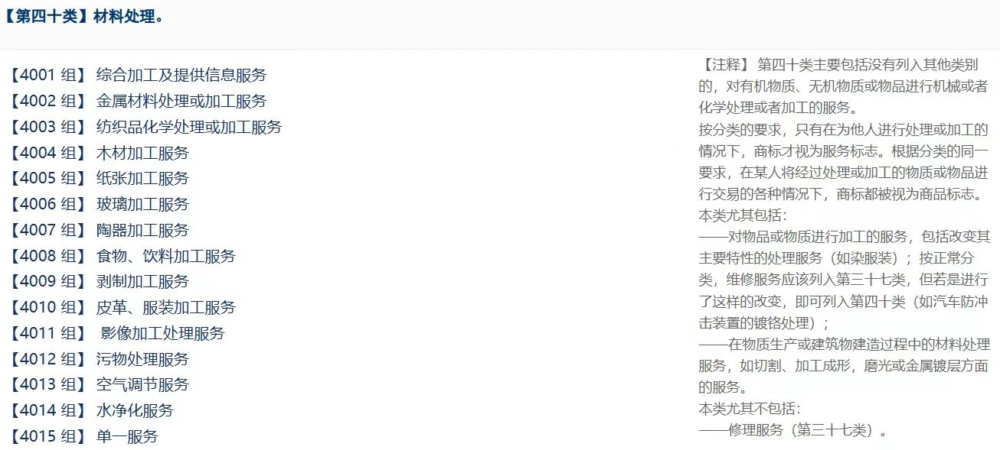 【第四十类】材料处理。
【4001 组】 综合加工及提供信息服务
【4002 组】 金属材料处理或加工服务
【4003 组】 纺织品化学处理或加工服务
【4004 组】 木材加工服务
【4005 组】 纸张加工服务
【4006 组】 玻璃加工服务
【4007 组】 陶器加工服务
【4008 组】 食物、饮料加工服务
【4009 组】 剥制加工服务
【4010 组】 皮革、服装加工服务
【4011 组】 影像加工处理服务
【4012 组】 污物处理服务
【4013 组】 空气调节服务
【4014 组】 水净化服务
【4015 组】 单一服务
【注释】 第四十类主要包括没有列入其他类别
的，对有机物质、无机物质或物品进行机械或者
化学处理或者加工的服务。
按分类的要求，只有在为他人进行处理或加工的
情况下，商标才视为服务标志。根据分类的同一
要求，在某人将经过处理或加工的物质或物品进
行交易的各种情况下，商标都被视为商品标志。
本类尤其包括：
——对物品或物质进行加工的服务，包括改变其
主要特性的处理服务（如染服装）；按正常分
类，维修服务应该列入第三十七类，但若是进行
了这样的改变，即可列入第四十类（如汽车防冲
击装置的镀铬处理）；
——在物质生产或建筑物建造过程中的材料处理
服务，如切割、加工成形，磨光或金属镀层方面
的服务。
本类尤其不包括：
——修理服务（第三十七类）。